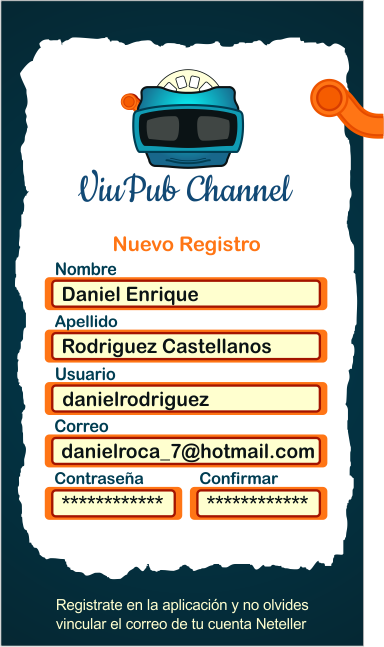 ViuPub Channel
Nuevo Registro
Nombre
Daniel Enrique
Apellido
Rodriguez Castellanos
Usuario
danielrodriguez
Correo
danielroca_7@hotmail.com
Contraseña Confirmar
************ ************
Registrate en la aplicación y no olvides
vincular el correo de tu cuenta Neteller